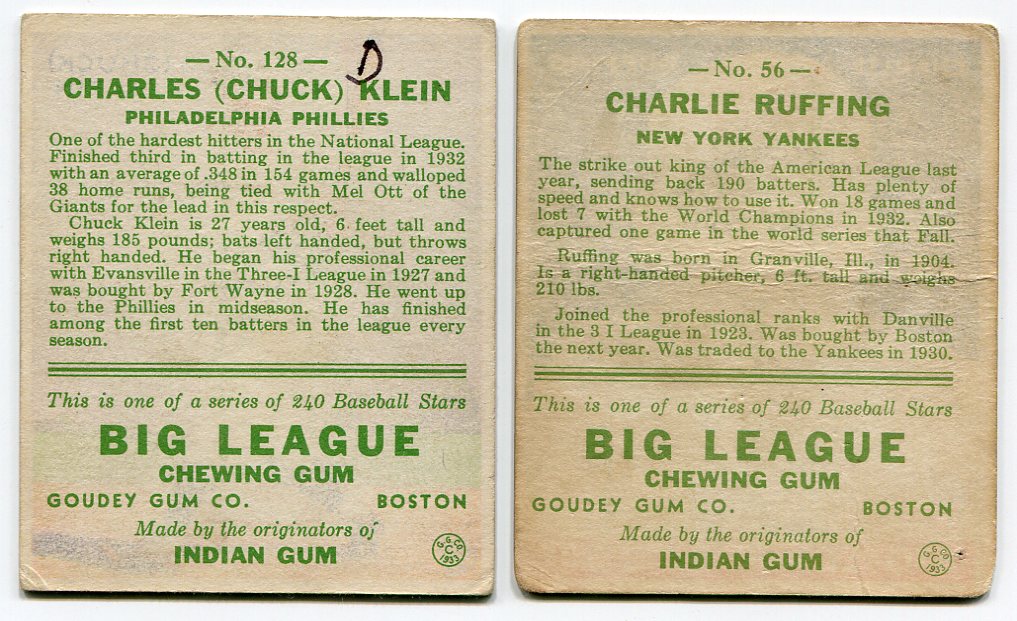 — No. 128 —
D
CHARLES (CHUCK) KLEIN
PHILADELPHIA PHILLIES
One of the hardest hitters in the National League.
Finished third in batting in the league in 1932
with an average of .348 in 154 games and walloped
38 home runs, being tied with Mel Ott of the
Giants for the lead in this respect.
Chuck Klein is 27 years old, 6 feet tall and
weighs 185 pounds; bats left handed, but throws
right handed. He began his professional career
with Evansville in the Three-I League in 1927 and
was bought by Fort Wayne in 1928. He went up
to the Phillies in midseason. He has finished
among the first ten batters in the league every
season.
This is one of a series of 240 Baseball Stars
BIG LEAGUE
CHEWING GUM
GOUDEY GUM CO. BOSTON
Made by the originators of
INDIAN GUM
G.G.CO.
C
1933
— No. 56 —
CHARLIE RUFFING
NEW YORK YANKEES
The strike out king of the American League last
year, sending back 190 batters. Has plenty of
speed and knows how to use it. Won 18 games and
lost 7 with the World Champions in 1932. Also
captured one game in the world series that Fall.
Ruffing was born in Granville, Ill., in 1904.
Is a right-handed pitcher, 6 ft. tall and weighs
210 lbs.
Joined the professional ranks with Danville
in the 3 I League in 1923. Was bought by Boston
the next year. Was traded to the Yankees in 1930.
This is one of a series of 240 Baseball Stars
BIG LEAGUE
CHEWING GUM
GOUDEY GUM CO. BOSTON
Made by the originators of
INDIAN GUM
G.G.CO.
C
1933